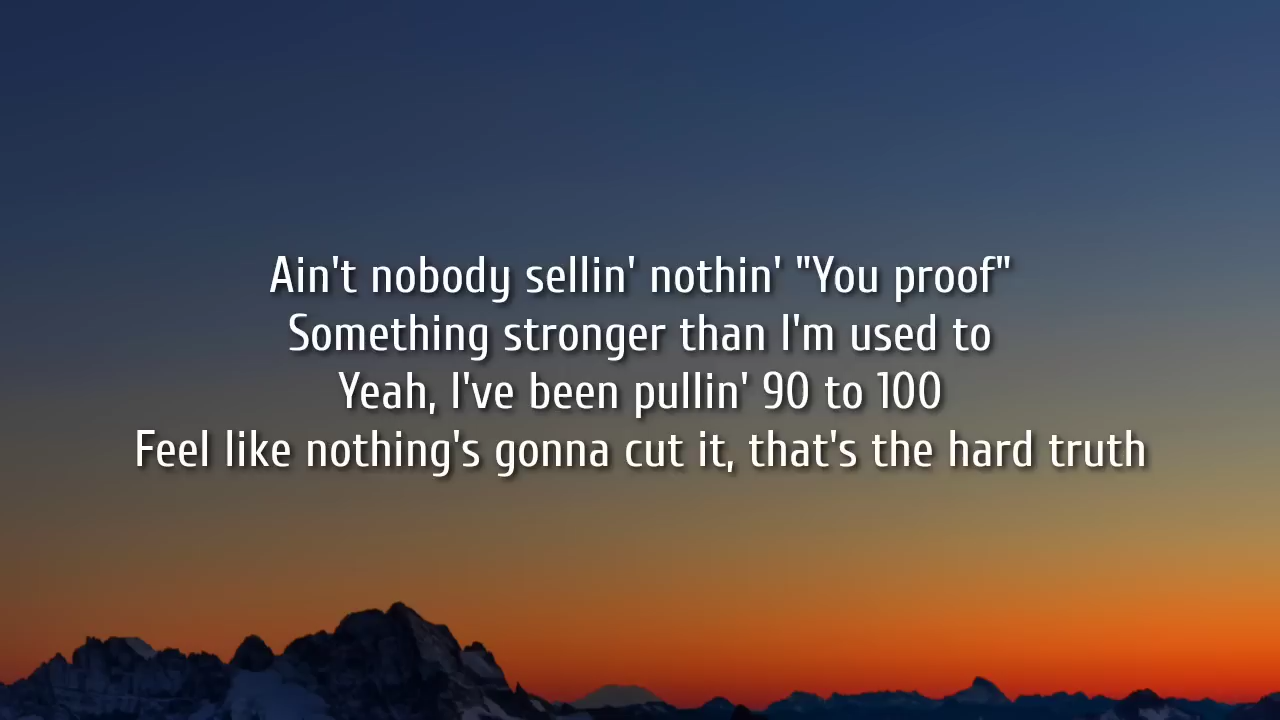 Ain't nobody sellin' nothin' "You proof"
Something stronger than I'm used to
Yeah, I've been pullin' 90 to 100
Feel like nothing's gonna cut it, that's the hard truth